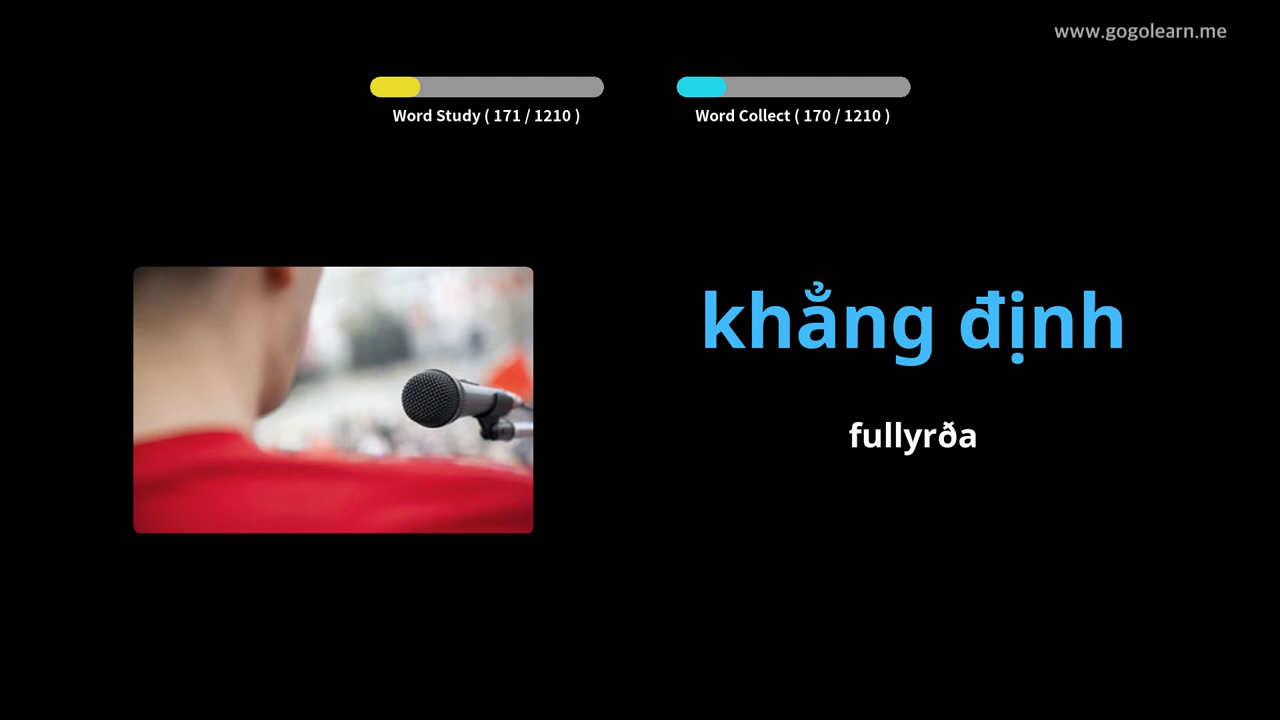 www.gogolearn.me
Word Study ( 171 / 1210 )
Word Collect ( 170 / 1210 )
khẳng định
fullyrða